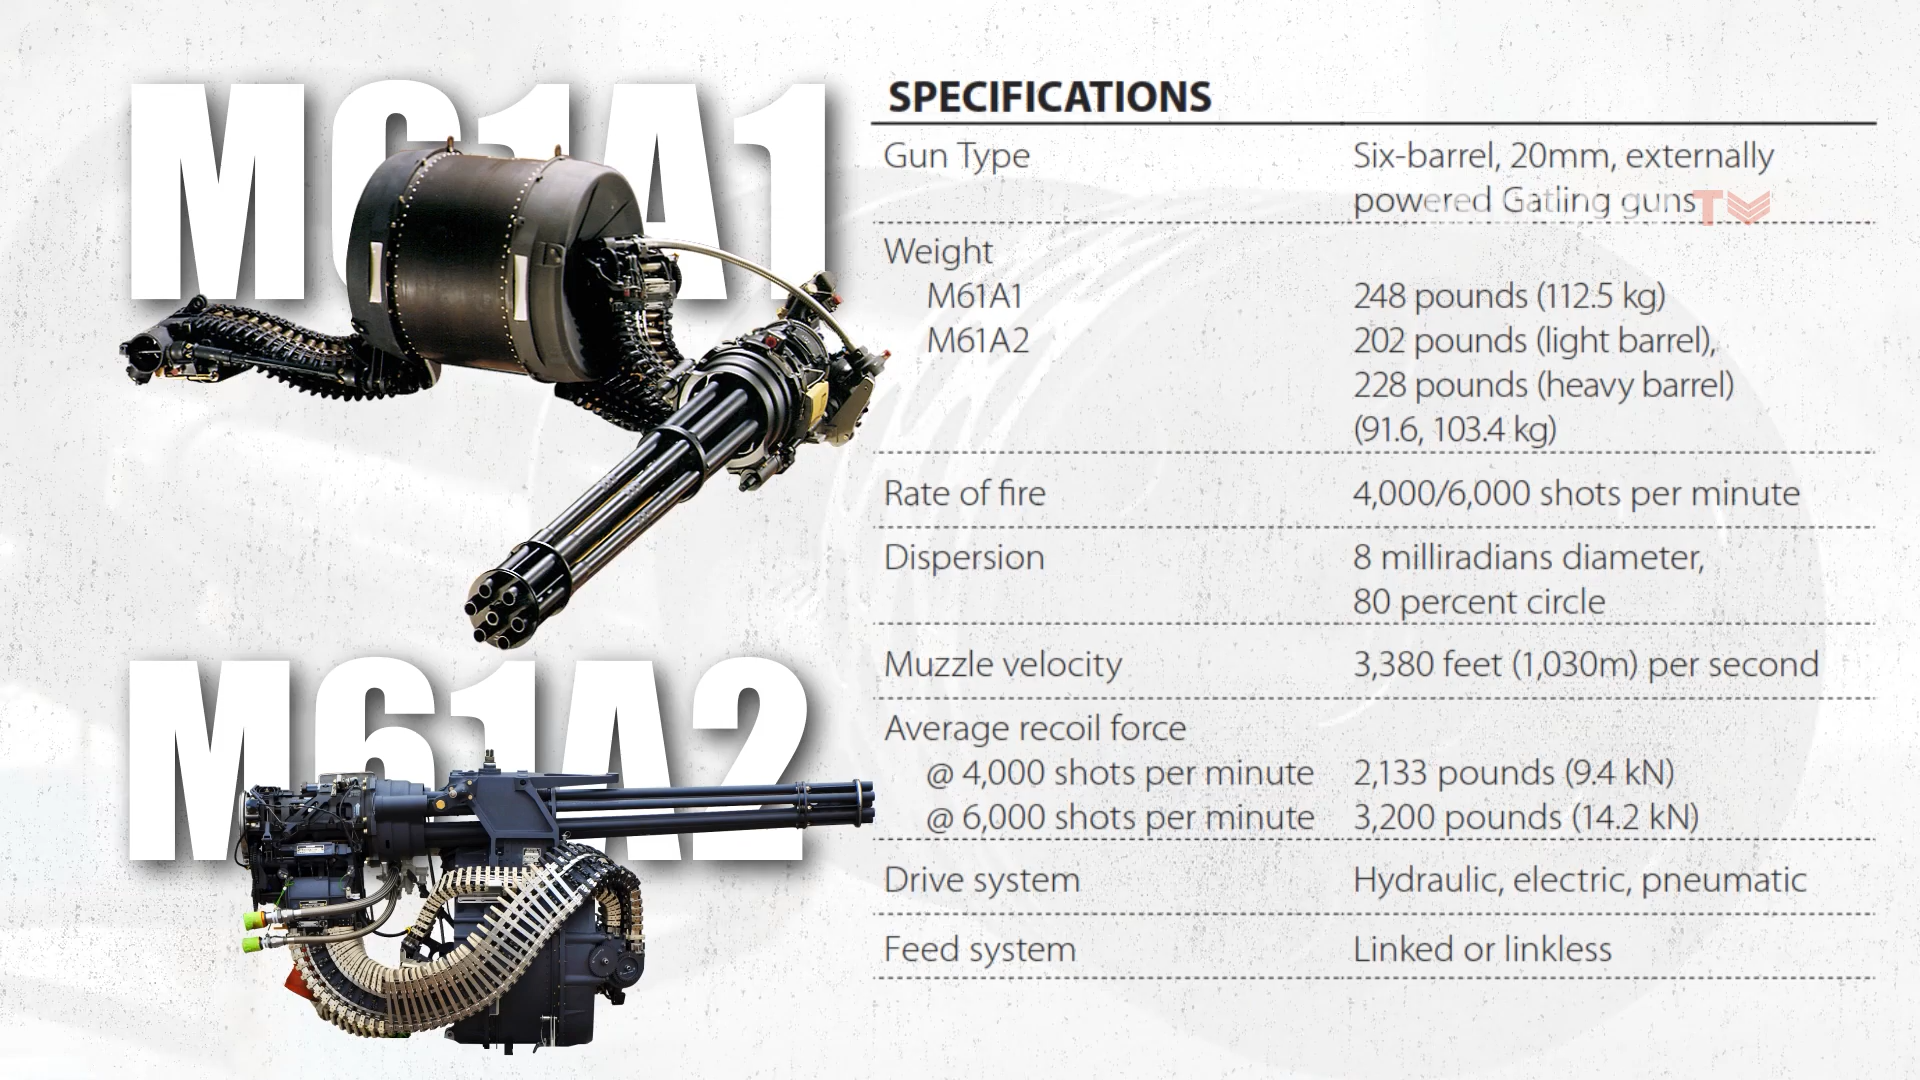 M61A1
SPECIFICATIONS
Gun Type
Six-barrel, 20mm, externally
powered Gatling guns
Weight
M61A1
248 pounds (112.5 kg)
M61A2
202 pounds (light barrel),
228 pounds (heavy barrel)
(91.6, 103.4 kg)
Rate of fire
4,000/6,000 shots per minute
Dispersion
8 milliradians diameter,
80 percent circle
Muzzle velocity
3,380 feet (1,030m) per second
Average recoil force
@ 4,000 shots per minute
2,133 pounds (9.4 kN)
@ 6,000 shots per minute
3,200 pounds (14.2 kN)
Drive system
Hydraulic, electric, pneumatic
Feed system
Linked or linkless
M61A2